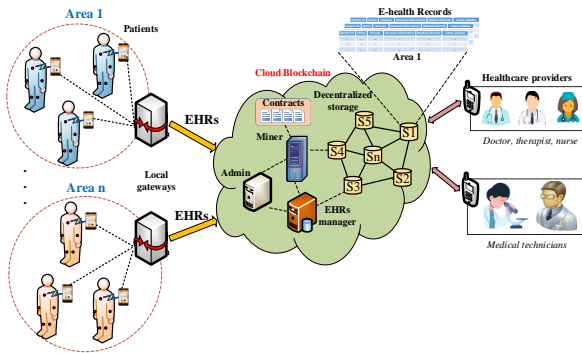 Area 1
Patients
E-health Records
Area 1
Cloud Blockchain
Contracts
Decentralized
storage
Miner
Admin
EHRs
manager
S5
S1
S4
Sn
S3
S2
EHRs
Local
gateways
EHRs
Area n
Healthcare providers
Doctor, therapist, nurse
Medical technicians